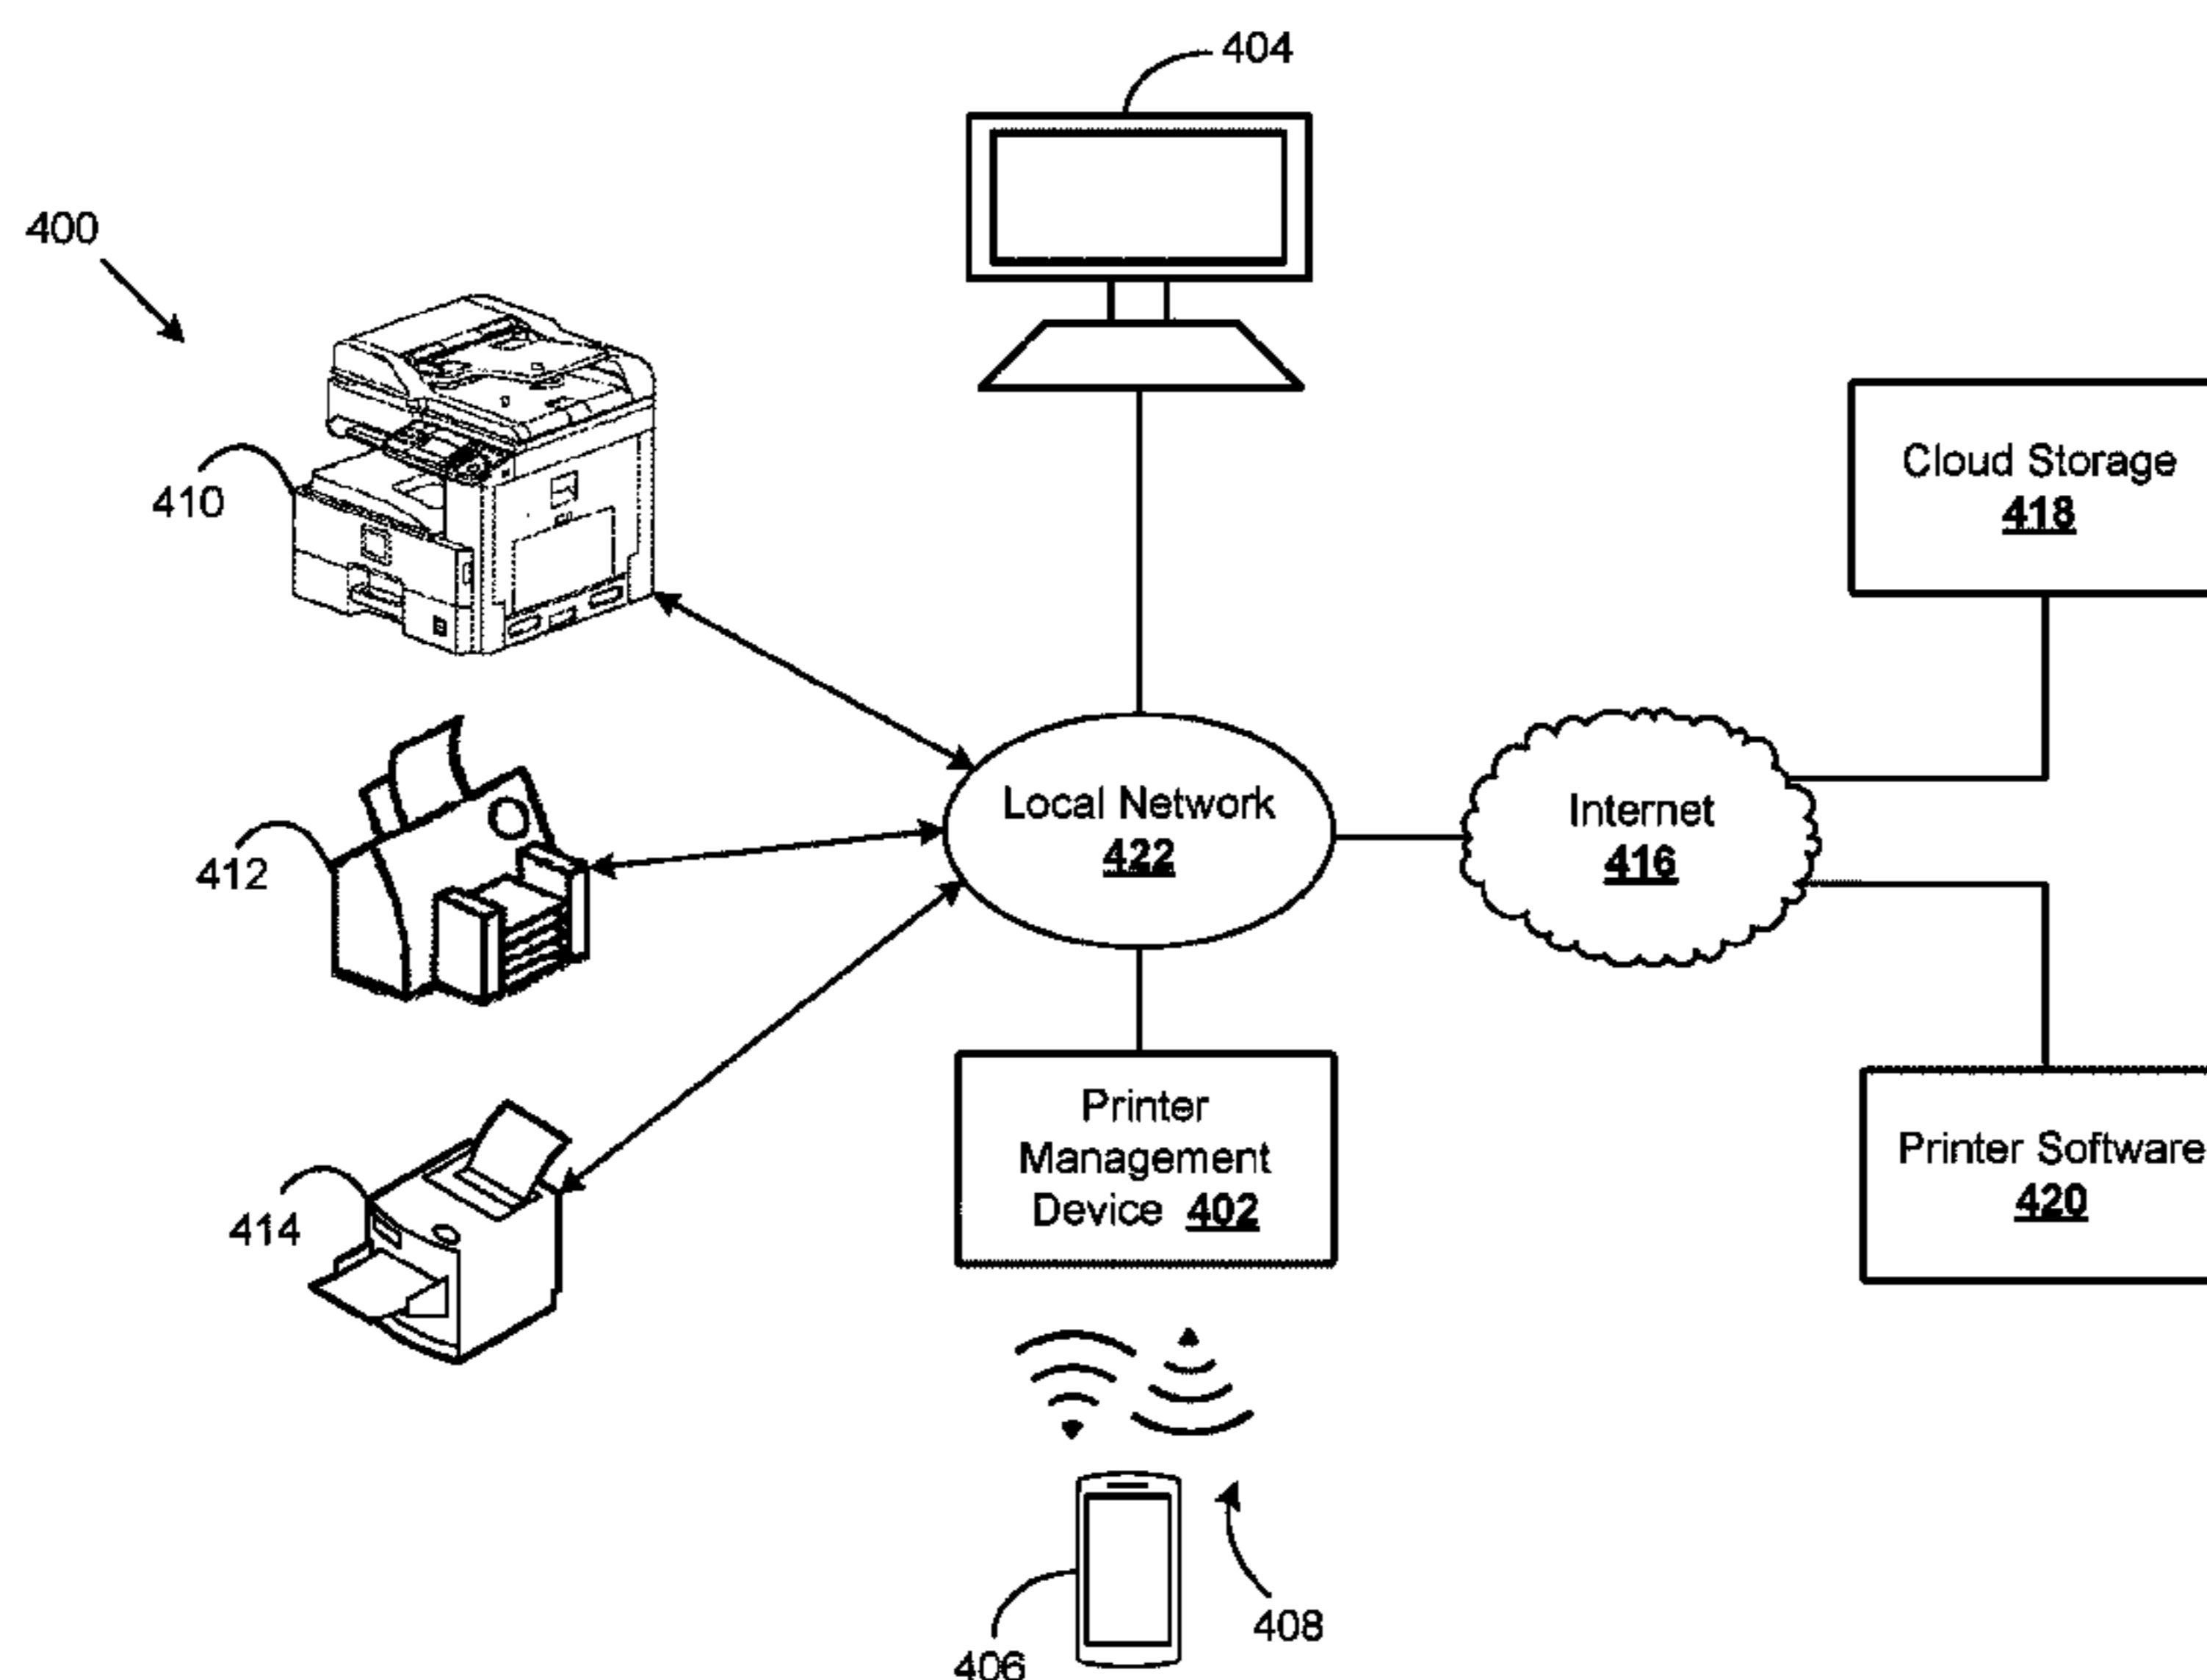 404
400
Cloud Storage
418
410
Local Network
422
Internet
416
412
Printer
Management
Device 402
Printer Software
420
414
408
406